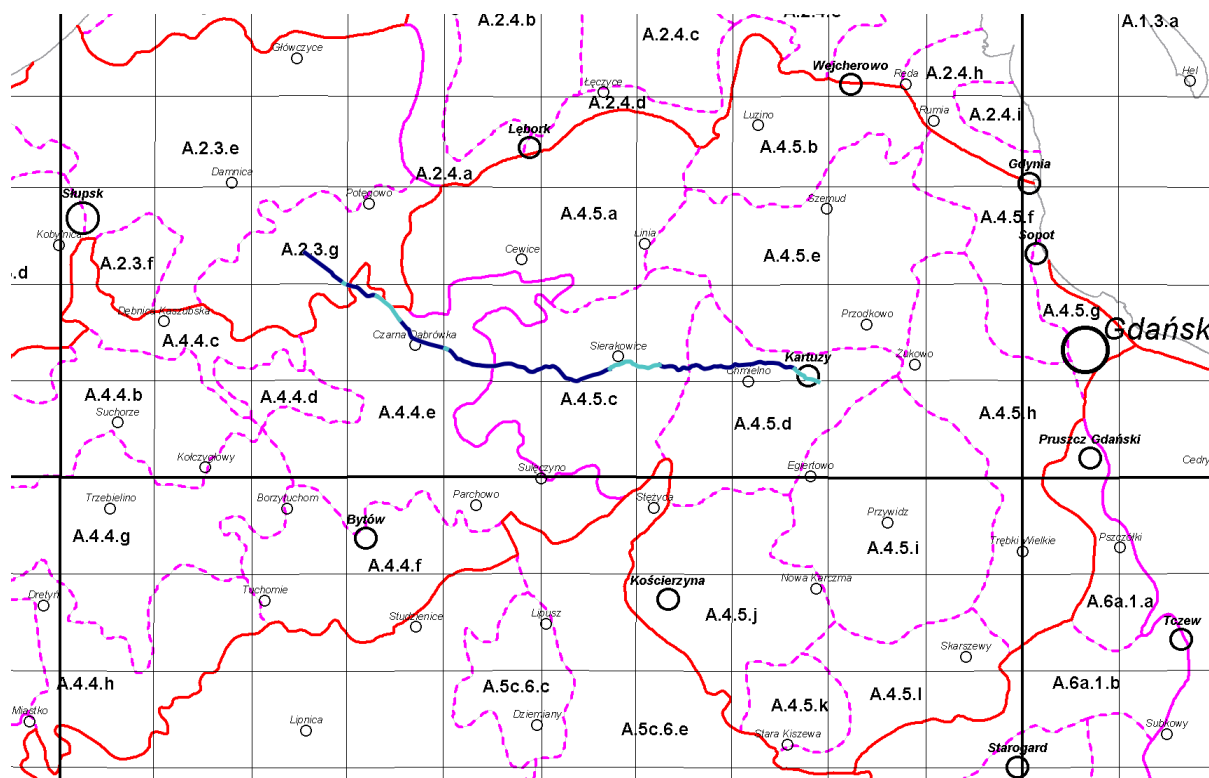 A.2.4.b
A.2.4.c
A.2.4.e
A.1.3.a
Główczyce
Wejcherowo
Reda
A.2.4.h
Hel
Łęczyce
A.2.4.d
Luzino
Rumia
A.2.4.i
Lębork
A.2.3.e
A.4.5.b
Gdynia
Damnica
A.2.4.a
Słupsk
Potęgowo
Szemud
A.4.5.a
A.4.5.f
Kobylnica
Linia
Sopot
A.2.3.g
Cewice
A.4.5.e
A.2.3.f
.d
Dębnica Kaszubska
A.4.5.g
Przodkowo
Gdańsk
A.4.4.c
Czarna Dąbrówka
Sierakowice
Kartuzy
Żukowo
Chmielno
A.4.4.b
A.4.4.d
A.4.4.e
A.4.5.c
A.4.5.h
Suchorze
A.4.5.d
Pruszcz Gdański
Kołczygłowy
Sulęczyno
Egiertowo
Cedry
Trzebielino
Borzytuchom
Parchowo
Stężyca
Przywidz
Bytów
A.4.4.g
Trębki Wielkie
Pszczółki
A.4.5.i
A.4.4.f
Kościerzyna
Nowa Karczma
Dretyń
Tuchomie
A.6a.1.a
Studzienice
Lipusz
A.4.5.j
Tczew
Skarszewy
A.4.4.h
A.5c.6.c
A.4.5.l
A.6a.1.b
Miastko
A.4.5.k
Lipnica
Dziemiany
A.5c.6.e
Subkowy
Stara Kiszewa
Starogard